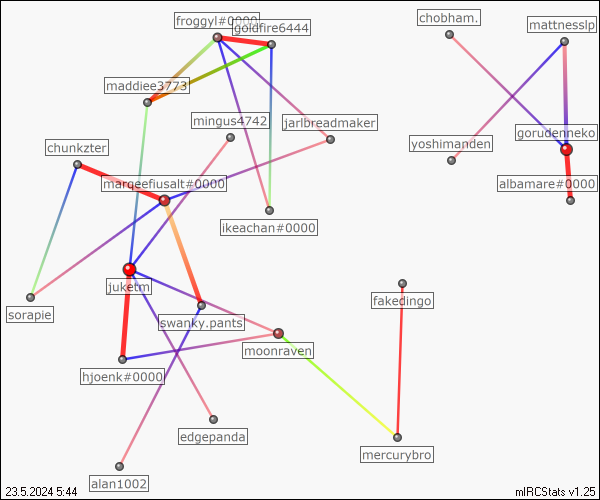 chobham.
froggyl#0000
mattnesslp
goldfire6444
maddiee3773
mingus4742
jarlbreadmaker
gorudenneko
yoshimanden
chunkzter
marqeefiusalt#0000
albamare#0000
ikeachan#0000
juketm
fakedingo
sorapie
swanky.pants
moonraven
hjoenk#0000
edgepanda
mercurybro
alan1002
23.5.2024 5:44
mIRCStats v1.25